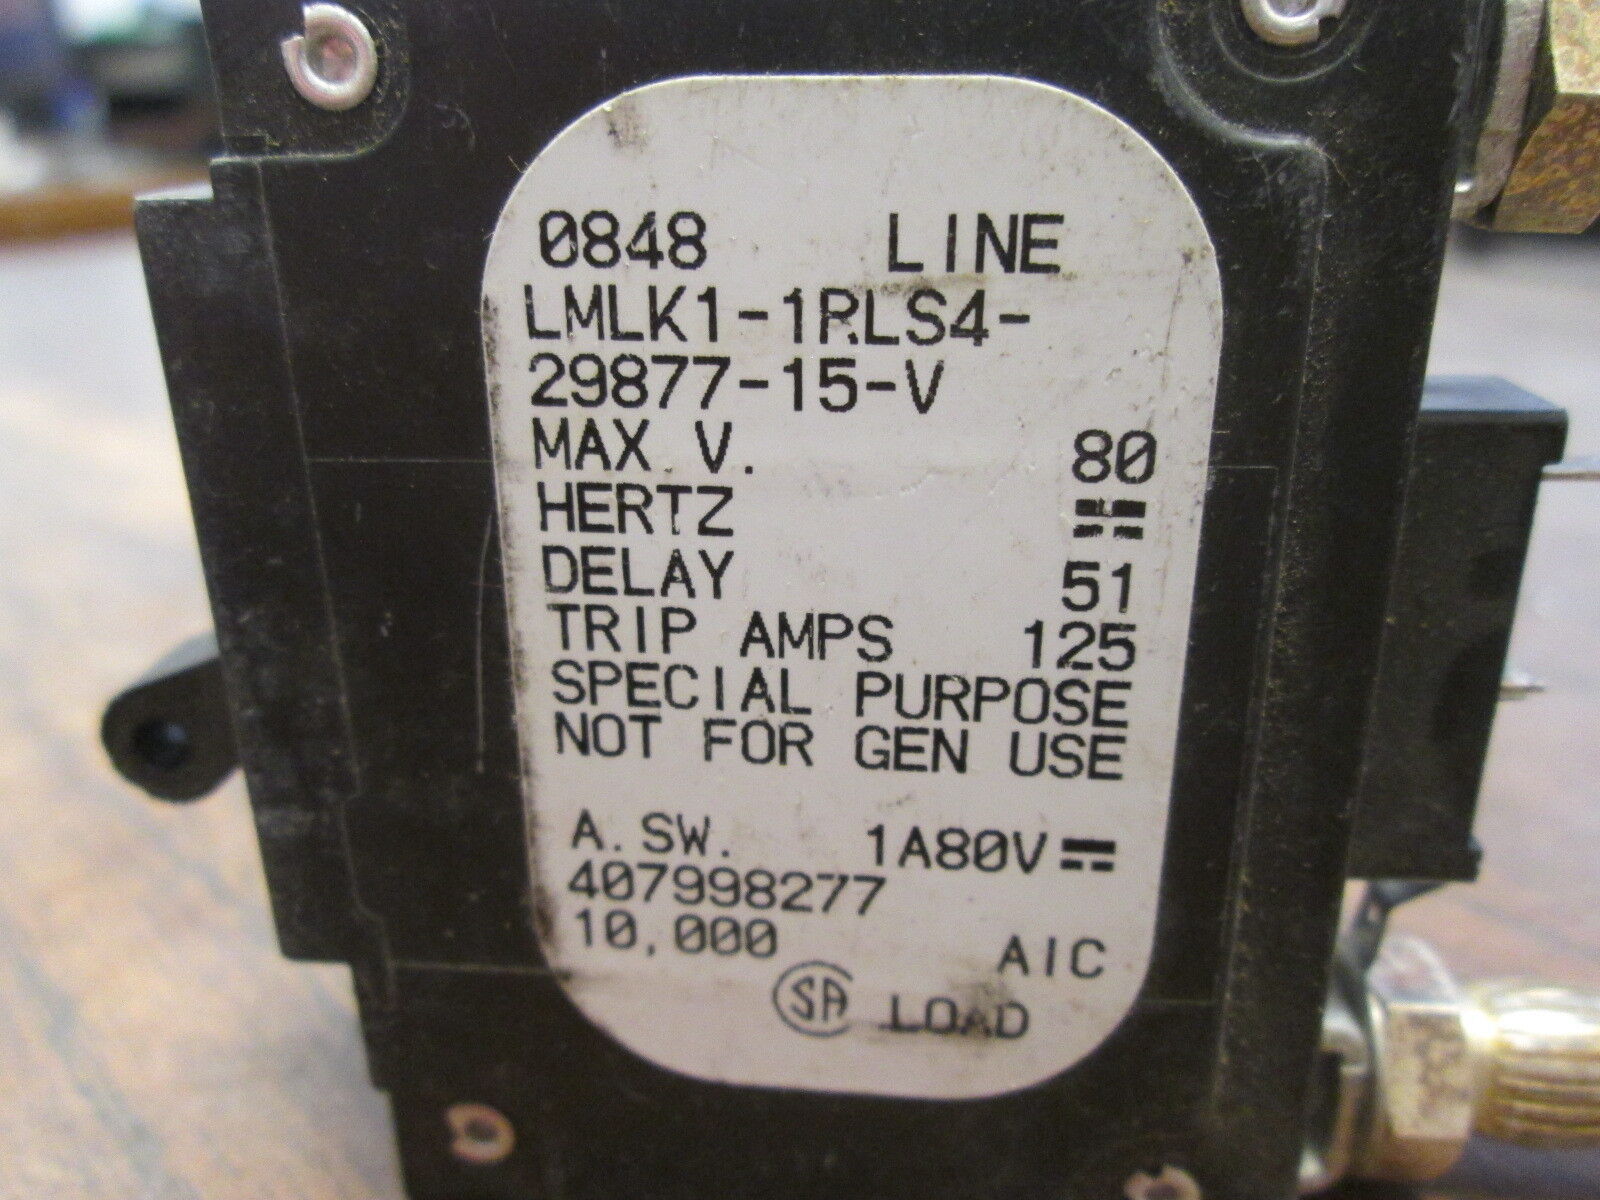 0848 LINE
LMLK1-1RLS4-
29877-15-V
MAX. V. 80
HERTZ ⎓
DELAY 51
TRIP AMPS 125
SPECIAL PURPOSE
NOT FOR GEN USE
A.SW. 1A80V⎓
407998277
10,000 AIC
SA LOAD